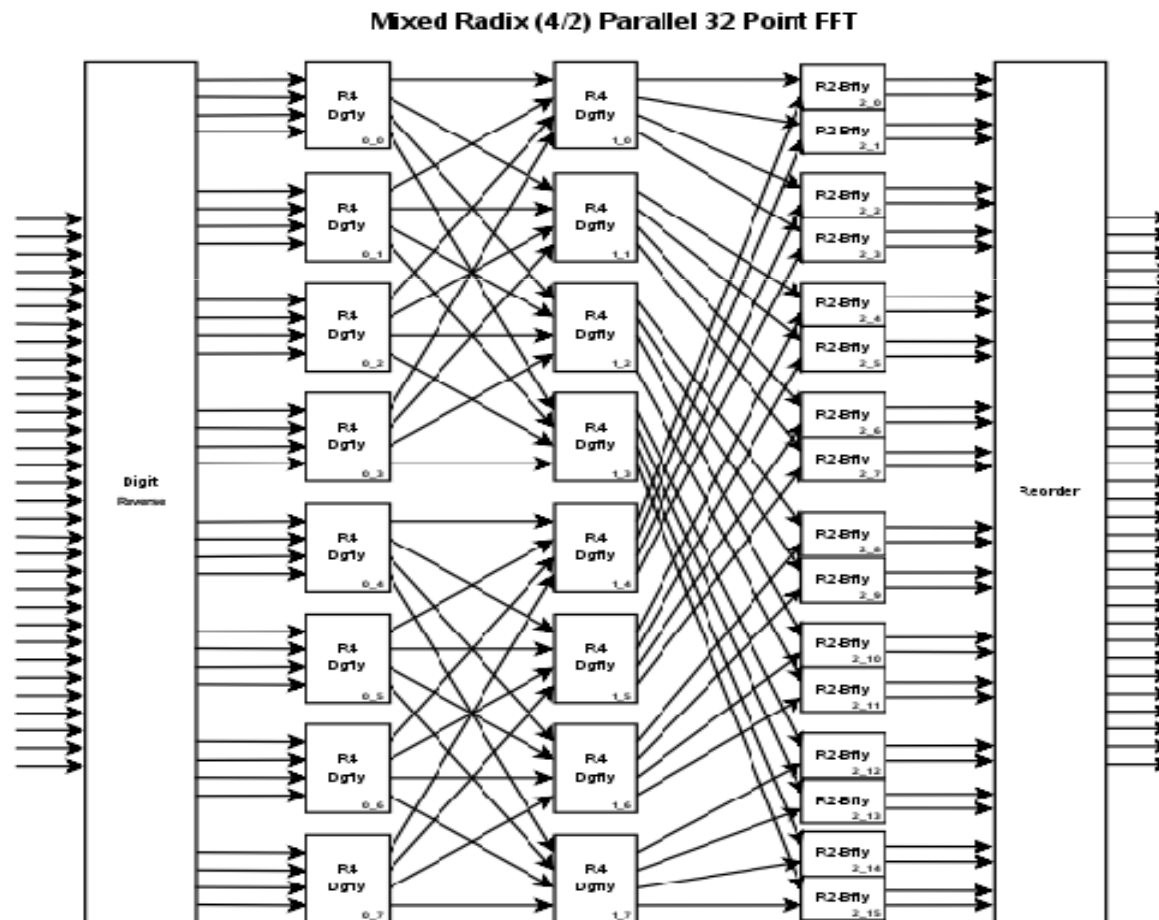 Mixed Radix (4/2) Parallel 32 Point FFT
Digit
Reverse
R4
Dgfly
0_0
R4
Dgfly
0_1
R4
Dgfly
0_2
R4
Dgfly
0_3
R4
Dgfly
0_4
R4
Dgfly
0_5
R4
Dgfly
0_6
R4
Dgfly
0_7
R4
Dgfly
1_0
R4
Dgfly
1_1
R4
Dgfly
1_2
R4
Dgfly
1_3
R4
Dgfly
1_4
R4
Dgfly
1_5
R4
Dgfly
1_6
R4
Dgfly
1_7
R2-Bfly
2_0
R2-Bfly
2_1
R2-Bfly
2_2
R2-Bfly
2_3
R2-Bfly
2_4
R2-Bfly
2_5
R2-Bfly
2_6
R2-Bfly
2_7
R2-Bfly
2_8
R2-Bfly
2_9
R2-Bfly
2_10
R2-Bfly
2_11
R2-Bfly
2_12
R2-Bfly
2_13
R2-Bfly
2_14
R2-Bfly
2_15
Reorder